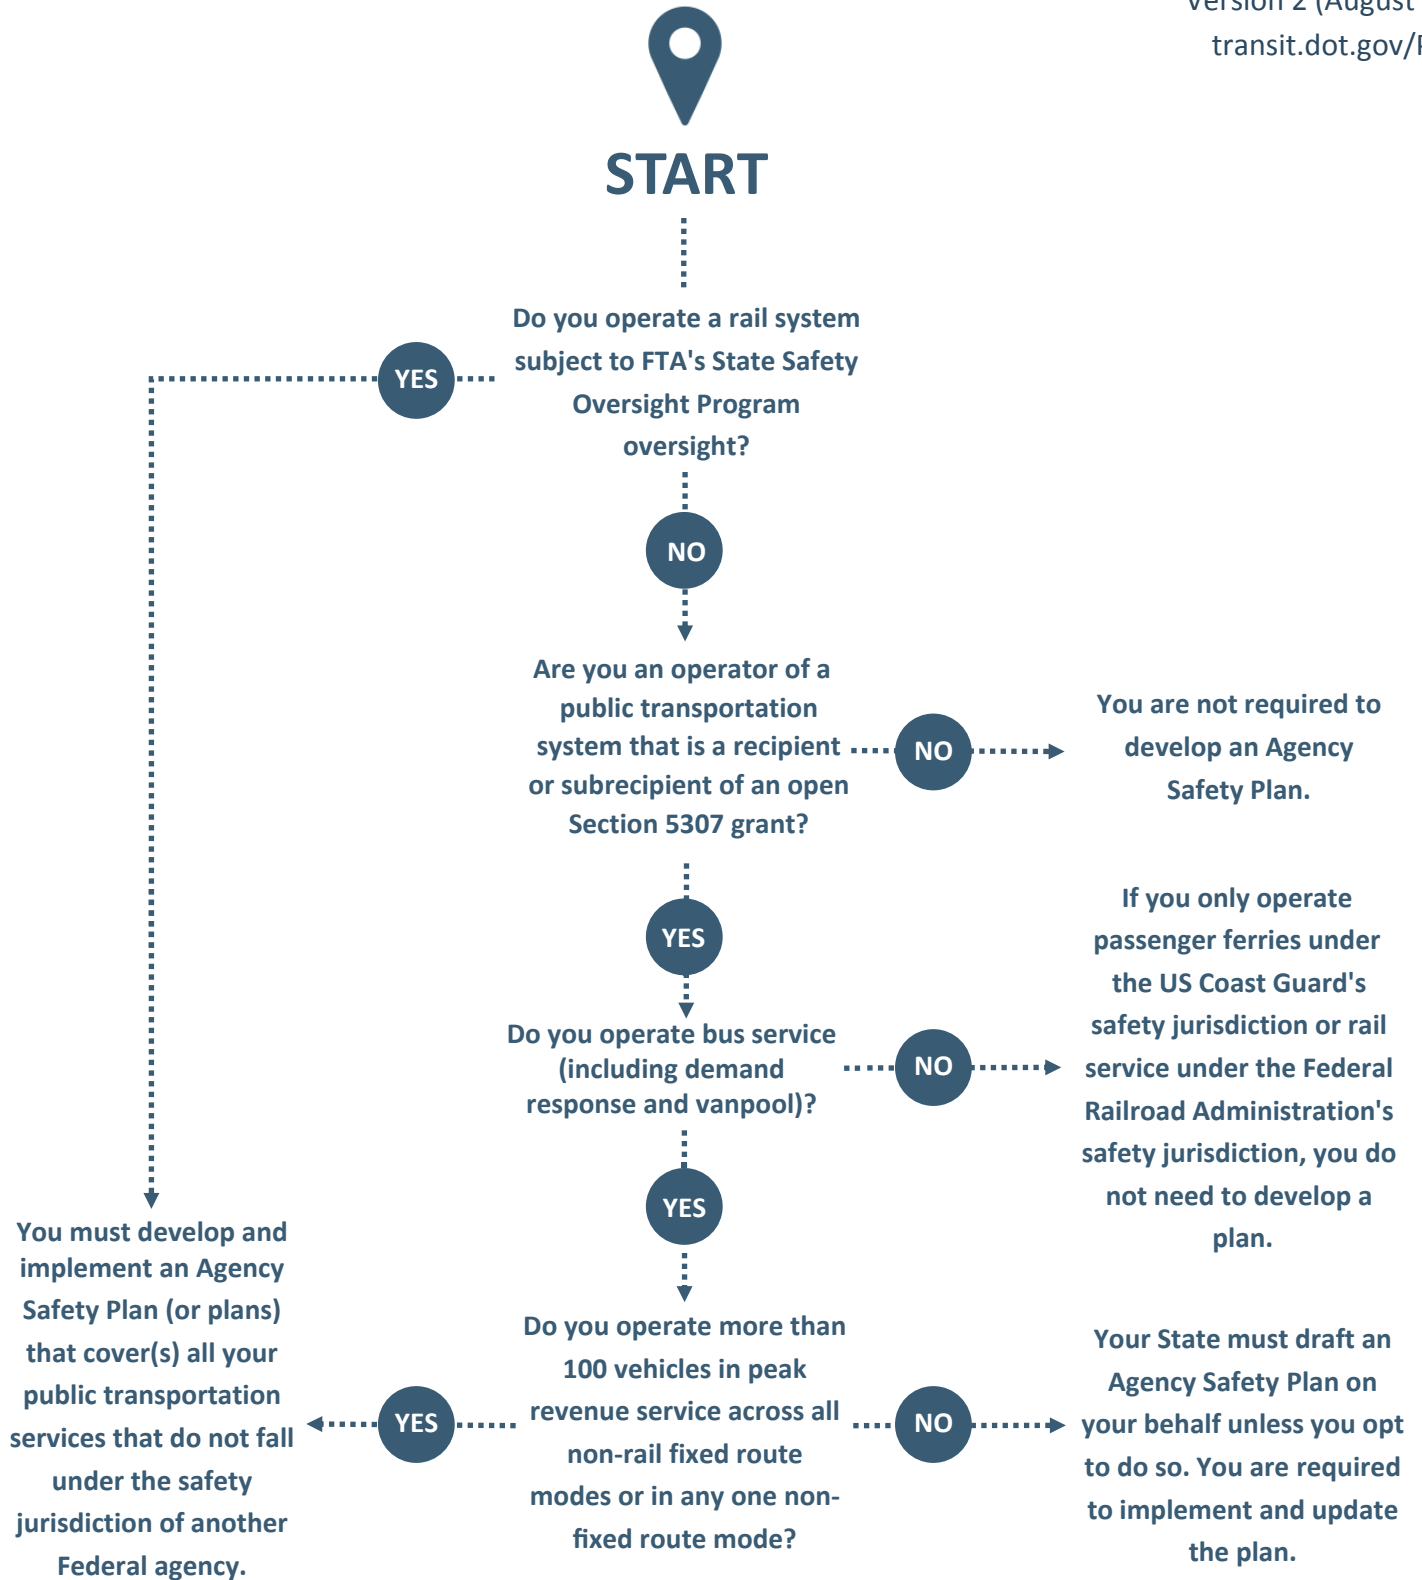 Version 2 (August
transit.dot.gov/
START
Do you operate a rail system
subject to FTA's State Safety
Oversight Program
oversight?
YES
NO
Are you an operator of a
public transportation
system that is a recipient
or subrecipient of an open
Section 5307 grant?
NO
You are not required to
develop an Agency
Safety Plan.
YES
Do you operate bus service
(including demand
response and vanpool)?
NO
If you only operate
passenger ferries under
the US Coast Guard's
safety jurisdiction or rail
service under the Federal
Railroad Administration's
safety jurisdiction, you do
not need to develop a
plan.
YES
Do you operate more than
100 vehicles in peak
revenue service across all
non-rail fixed route
modes or in any one non-
fixed route mode?
YES
You must develop and
implement an Agency
Safety Plan (or plans)
that cover(s) all your
public transportation
services that do not fall
under the safety
jurisdiction of another
Federal agency.
NO
Your State must draft an
Agency Safety Plan on
your behalf unless you opt
to do so. You are required
to implement and update
the plan.